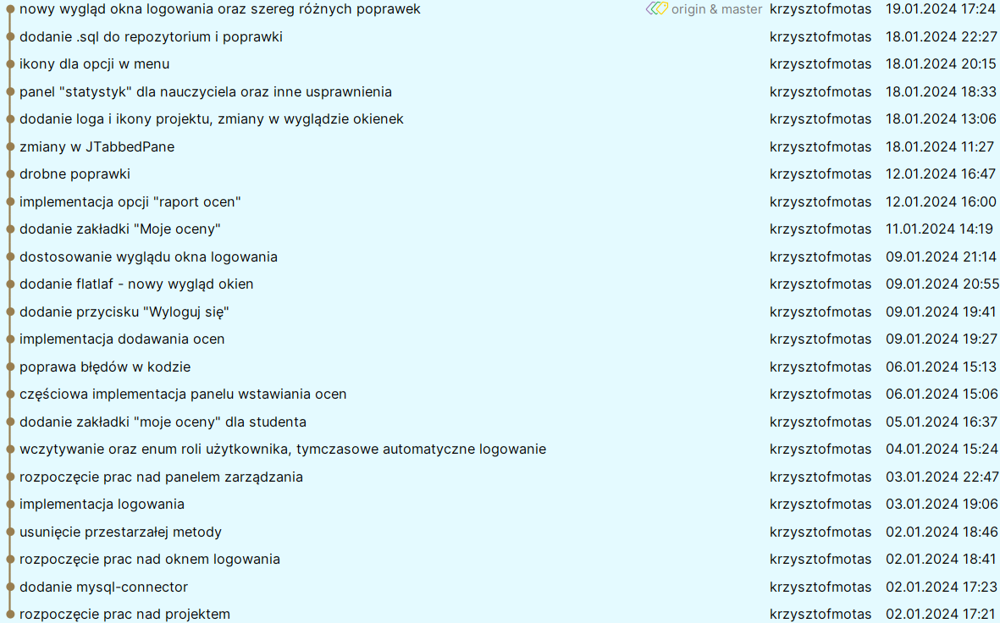 nowy wygląd okna logowania oraz szereg różnych poprawek origin & master krzysztofmotas 19.01.2024 17:24
dodanie .sql do repozytorium i poprawki krzysztofmotas 18.01.2024 22:27
ikony dla opcji w menu krzysztofmotas 18.01.2024 20:15
panel "statystyk" dla nauczyciela oraz inne usprawnienia krzysztofmotas 18.01.2024 18:33
dodanie loga i ikony projektu, zmiany w wyglądzie okienek krzysztofmotas 18.01.2024 13:06
zmiany w JTabbedPane krzysztofmotas 18.01.2024 11:27
drobne poprawki krzysztofmotas 12.01.2024 16:47
implementacja opcji "raport ocen" krzysztofmotas 12.01.2024 16:00
dodanie zakładki "Moje oceny" krzysztofmotas 11.01.2024 14:19
dostosowanie wyglądu okna logowania krzysztofmotas 09.01.2024 21:14
dodanie flatlaf - nowy wygląd okien krzysztofmotas 09.01.2024 20:55
dodanie przycisku "Wyloguj się" krzysztofmotas 09.01.2024 19:41
implementacja dodawania ocen krzysztofmotas 09.01.2024 19:27
poprawa błędów w kodzie krzysztofmotas 06.01.2024 15:13
częściowa implementacja panelu wstawiania ocen krzysztofmotas 06.01.2024 15:06
dodanie zakładki "moje oceny" dla studenta krzysztofmotas 05.01.2024 16:37
wczytywanie oraz enum roli użytkownika, tymczasowe automatyczne logowanie krzysztofmotas 04.01.2024 15:24
rozpoczęcie prac nad panelem zarządzania krzysztofmotas 03.01.2024 22:47
implementacja logowania krzysztofmotas 03.01.2024 19:06
usunięcie przestarzałej metody krzysztofmotas 02.01.2024 18:46
rozpoczęcie prac nad oknem logowania krzysztofmotas 02.01.2024 18:41
dodanie mysql-connector krzysztofmotas 02.01.2024 17:23
rozpoczęcie prac nad projektem krzysztofmotas 02.01.2024 17:21